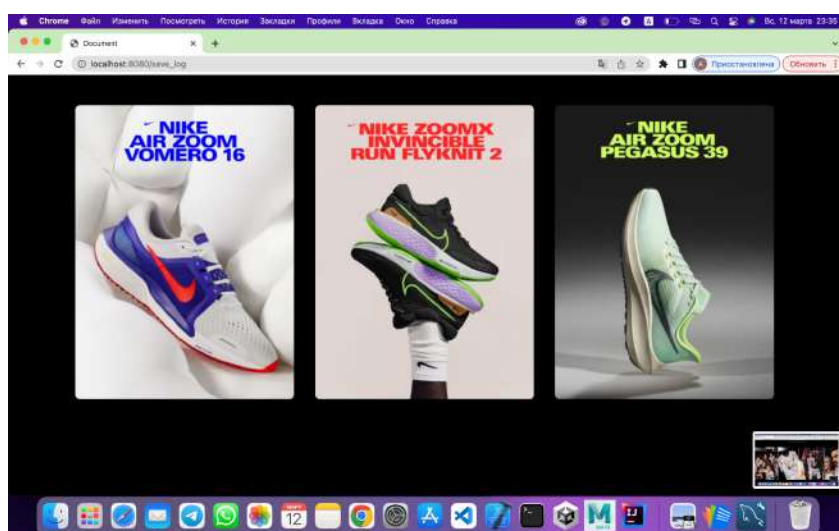 Chrome Файл Изменить Посмотреть История Закладки Профили Вкладка Окно Справка
Вс, 12 марта 23:35
Document
localhost:8080/save_log
Приостановлена
Обновить
NIKE
AIR ZOOM
VOMERO 16
NIKE ZOOMX
INVINCIBLE
RUN FLYKNIT 2
NIKE
AIR ZOOM
PEGASUS 39
12